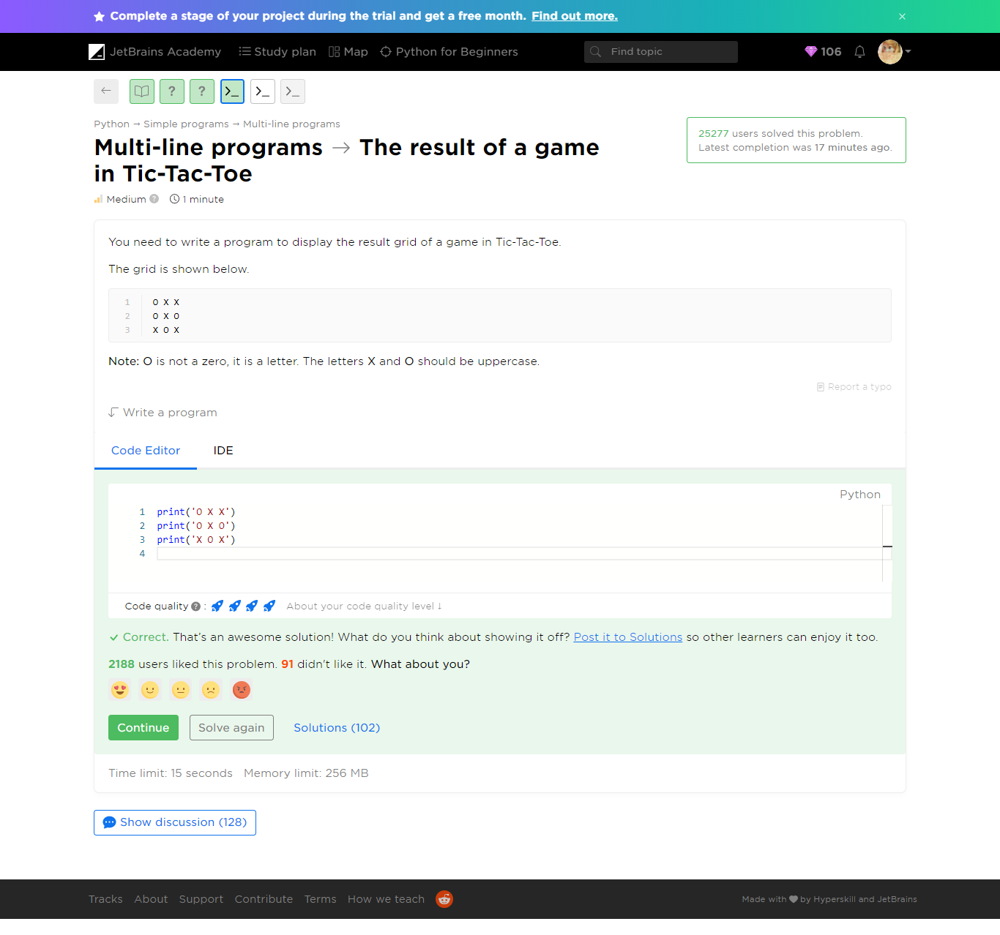 Complete a stage of your project during the trial and get a free month. Find out more. ×
JetBrains Academy Study plan Map Python for Beginners Find topic 106
← ? ? >_ >_ >_
Python → Simple programs → Multi-line programs
Multi-line programs → The result of a game
in Tic-Tac-Toe
25277 users solved this problem.
Latest completion was 17 minutes ago.
Medium ? 1 minute
You need to write a program to display the result grid of a game in Tic-Tac-Toe.
The grid is shown below.
1 O X X
2 O X O
3 X O X
Note: O is not a zero, it is a letter. The letters X and O should be uppercase.
Report a typo
Write a program
Code Editor IDE
Python
1 print('O X X')
2 print('O X O')
3 print('X O X')
4
Code quality ? : About your code quality level ↓
Correct. That's an awesome solution! What do you think about showing it off? Post it to Solutions so other learners can enjoy it too.
2188 users liked this problem. 91 didn't like it. What about you?
Continue Solve again Solutions (102)
Time limit: 15 seconds Memory limit: 256 MB
Show discussion (128)
Tracks About Support Contribute Terms How we teach Made with ♥ by Hyperskill and JetBrains